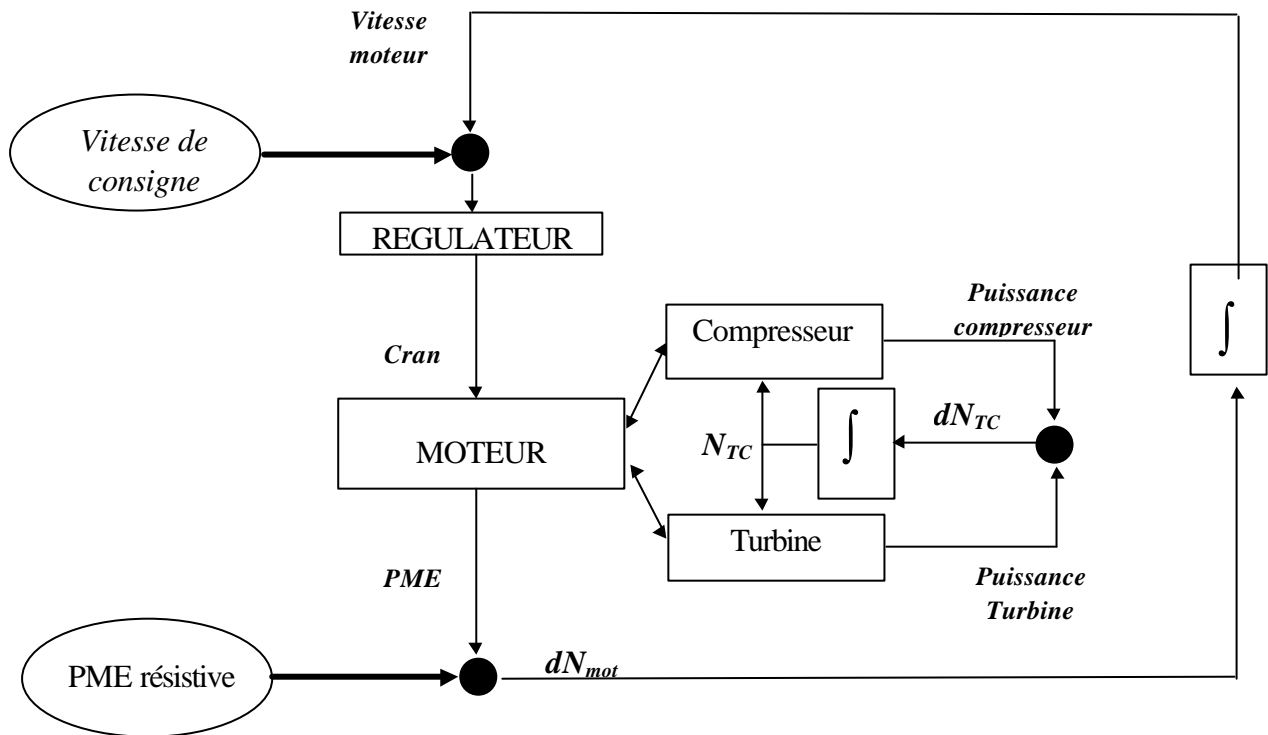 Vitesse
moteur
Vitesse de
consigne
REGULATEUR
Puissance
compresseur
Compresseur
∫
Cran
dN_TC
∫
N_TC
MOTEUR
Turbine
PME
Puissance
Turbine
PME résistive
dN_mot